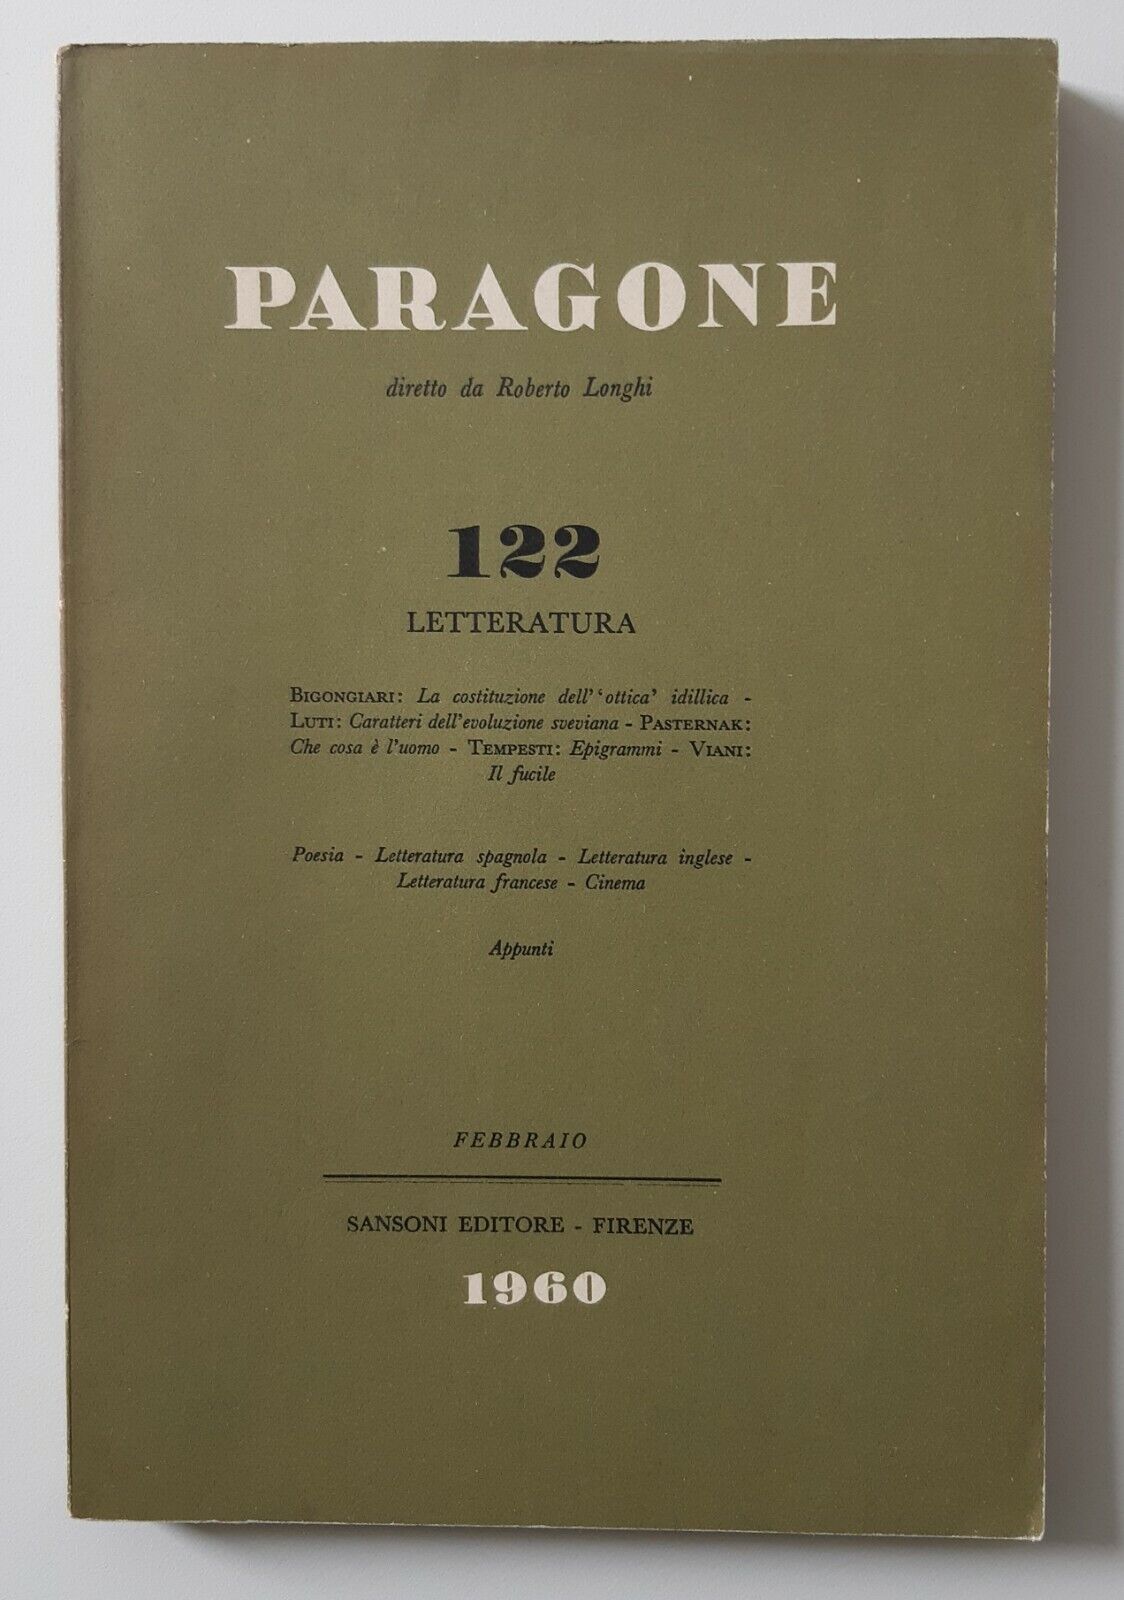 PARAGONE
diretto da Roberto Longhi
122
LETTERATURA
BIGONGIARI: La costituzione dell' 'ottica' idillica -
LUTI: Caratteri dell'evoluzione sveviana - PASTERNAK:
Che cosa è l'uomo - TEMPESTI: Epigrammi - VIANI:
Il fucile
Poesia - Letteratura spagnola - Letteratura inglese -
Letteratura francese - Cinema
Appunti
FEBBRAIO
SANSONI EDITORE - FIRENZE
1960